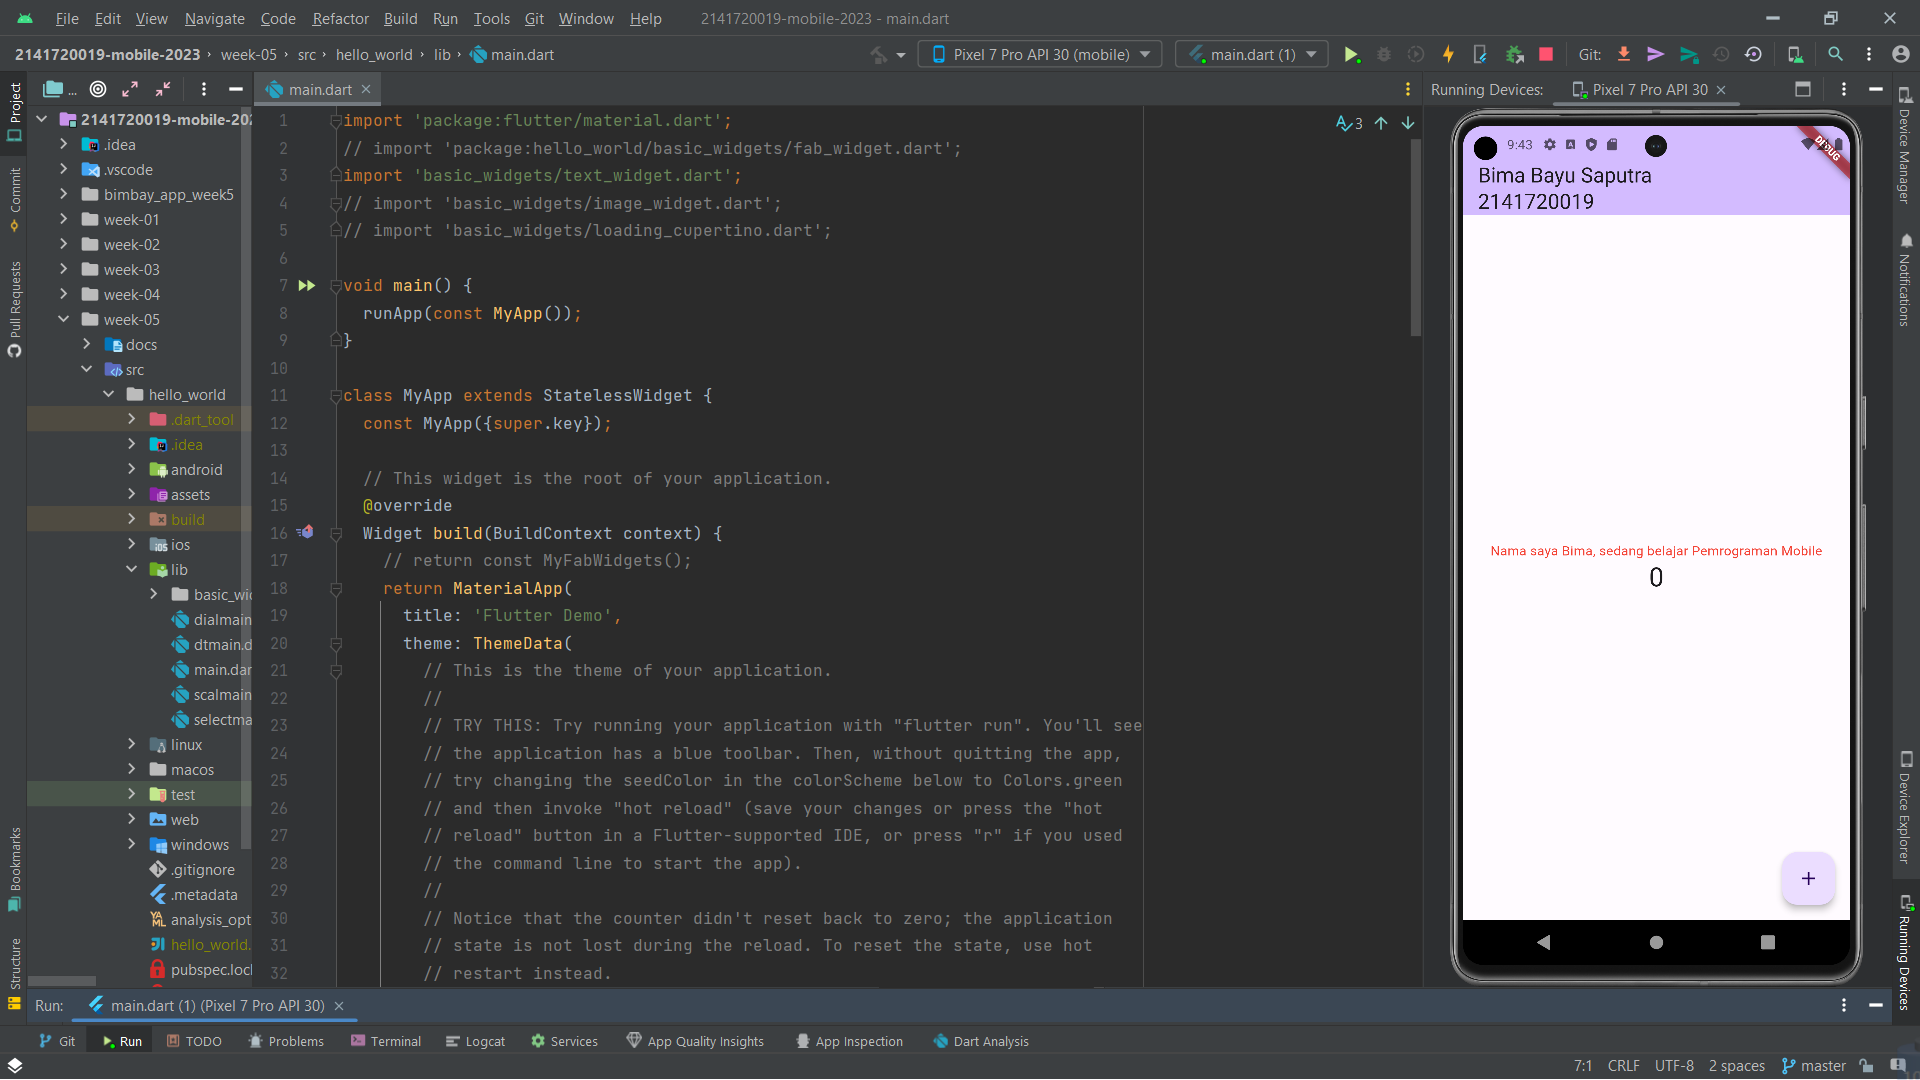 File Edit View Navigate Code Refactor Build Run Tools Git Window Help 2141720019-mobile-2023 - main.dart
2141720019-mobile-2023 week-05 src hello_world lib main.dart Pixel 7 Pro API 30 (mobile) main.dart (1) Git:
Project
Commit
Pull Requests
Bookmarks
Structure
...
2141720019-mobile-202
.idea
.vscode
bimbay_app_week5
week-01
week-02
week-03
week-04
week-05
docs
src
hello_world
.dart_tool
.idea
android
assets
build
ios
lib
basic_wi
dialmain
dtmain.d
main.dar
scalmain
selectma
linux
macos
test
web
windows
.gitignore
.metadata
analysis_opt
hello_world.
pubspec.loc
main.dart
3
1 import 'package:flutter/material.dart';
2 // import 'package:hello_world/basic_widgets/fab_widget.dart';
3 import 'basic_widgets/text_widget.dart';
4 // import 'basic_widgets/image_widget.dart';
5 // import 'basic_widgets/loading_cupertino.dart';
6
7 void main() {
8 runApp(const MyApp());
9 }
10
11 class MyApp extends StatelessWidget {
12 const MyApp({super.key});
13
14 // This widget is the root of your application.
15 @override
16 Widget build(BuildContext context) {
17 // return const MyFabWidgets();
18 return MaterialApp(
19 title: 'Flutter Demo',
20 theme: ThemeData(
21 // This is the theme of your application.
22 //
23 // TRY THIS: Try running your application with "flutter run". You'll see
24 // the application has a blue toolbar. Then, without quitting the app,
25 // try changing the seedColor in the colorScheme below to Colors.green
26 // and then invoke "hot reload" (save your changes or press the "hot
27 // reload" button in a Flutter-supported IDE, or press "r" if you used
28 // the command line to start the app).
29 //
30 // Notice that the counter didn't reset back to zero; the application
31 // state is not lost during the reload. To reset the state, use hot
32 // restart instead.
Running Devices: Pixel 7 Pro API 30
9:43
DEBUG
Bima Bayu Saputra
2141720019
Nama saya Bima, sedang belajar Pemrograman Mobile
0
+
Device Manager
Notifications
Device Explorer
Running Devices
Run: main.dart (1) (Pixel 7 Pro API 30)
Git Run TODO Problems Terminal Logcat Services App Quality Insights App Inspection Dart Analysis
7:1 CRLF UTF-8 2 spaces master